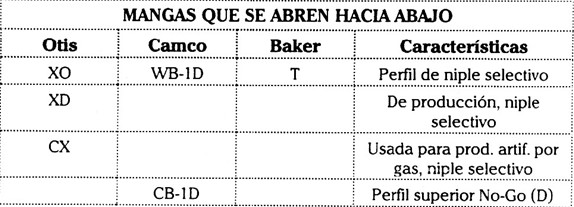 MANGAS QUE SE ABREN HACIA ABAJO
Otis Camco Baker Características
XO WB-1D T Perfil de niple selectivo
XD De producción, niple
selectivo
CX Usada para prod. artif. por
gas, niple selectivo
CB-1D Perfil superior No-Go (D)